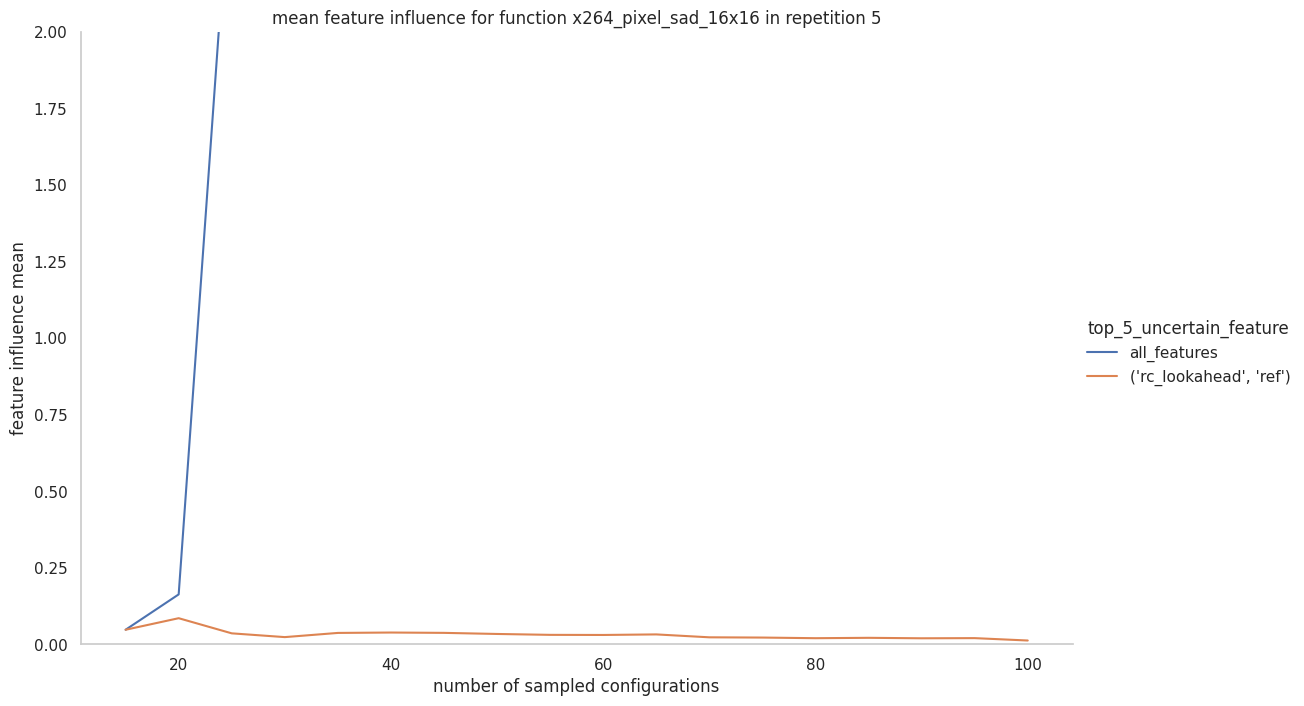 mean feature influence for function x264_pixel_sad_16x16 in repetition 5
2.00
1.75
1.50
1.25
1.00
0.75
0.50
0.25
0.00
feature influence mean
20
40
60
80
100
number of sampled configurations
top_5_uncertain_feature
all_features
('rc_lookahead', 'ref')